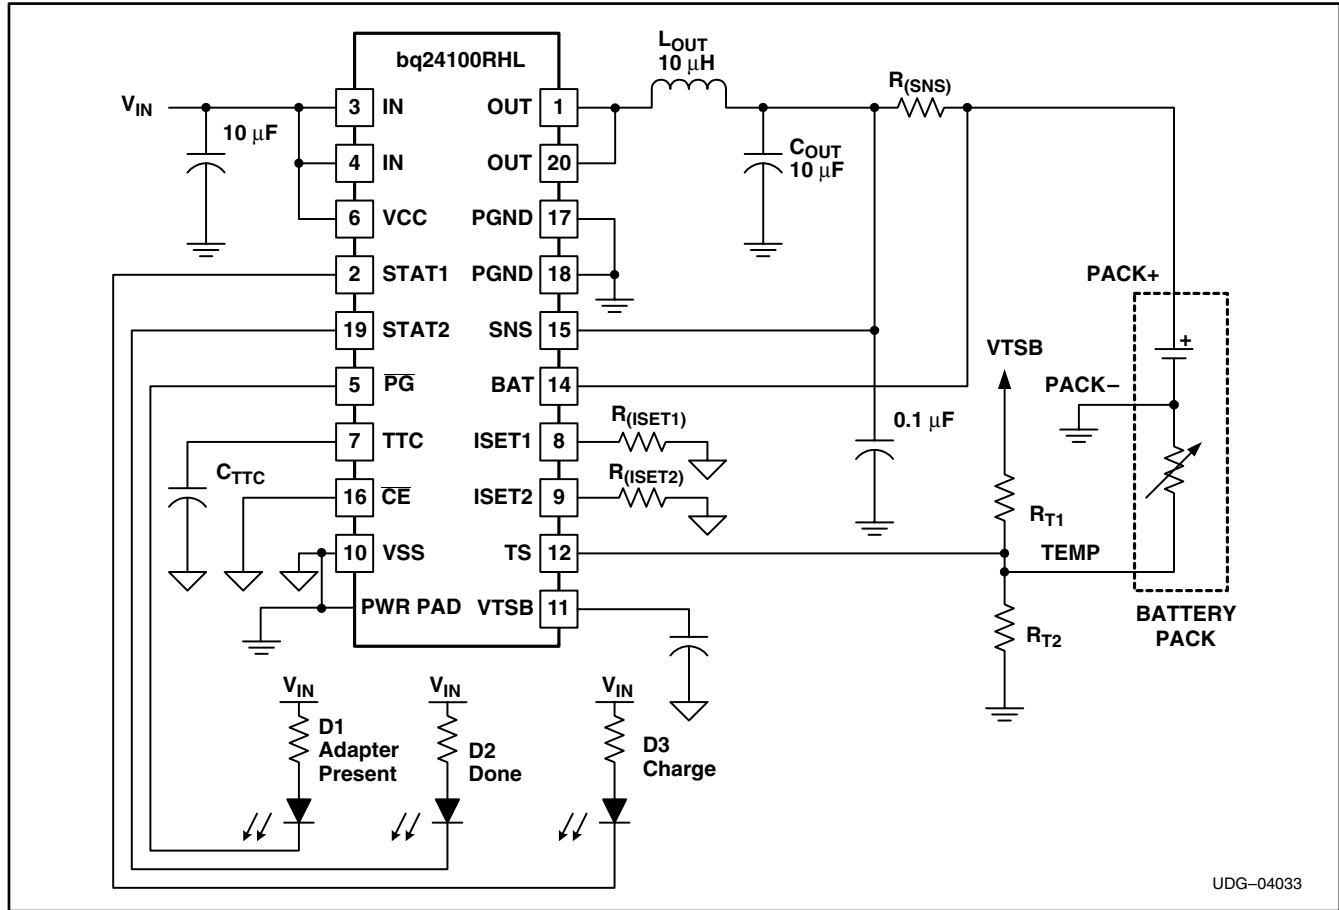 bq24100RHL
V_IN
10 μF
3 IN
4 IN
6 VCC
2 STAT1
19 STAT2
5 P̅G̅
7 TTC
16 C̅E̅
10 VSS
PWR PAD
C_TTC
OUT 1
OUT 20
PGND 17
PGND 18
SNS 15
BAT 14
ISET1 8
ISET2 9
TS 12
VTSB 11
L_OUT
10 μH
C_OUT
10 μF
R_(SNS)
R_(ISET1)
R_(ISET2)
0.1 μF
VTSB
R_T1
TEMP
R_T2
PACK+
+
PACK–
BATTERY
PACK
V_IN
D1
Adapter
Present
V_IN
D2
Done
V_IN
D3
Charge
UDG–04033